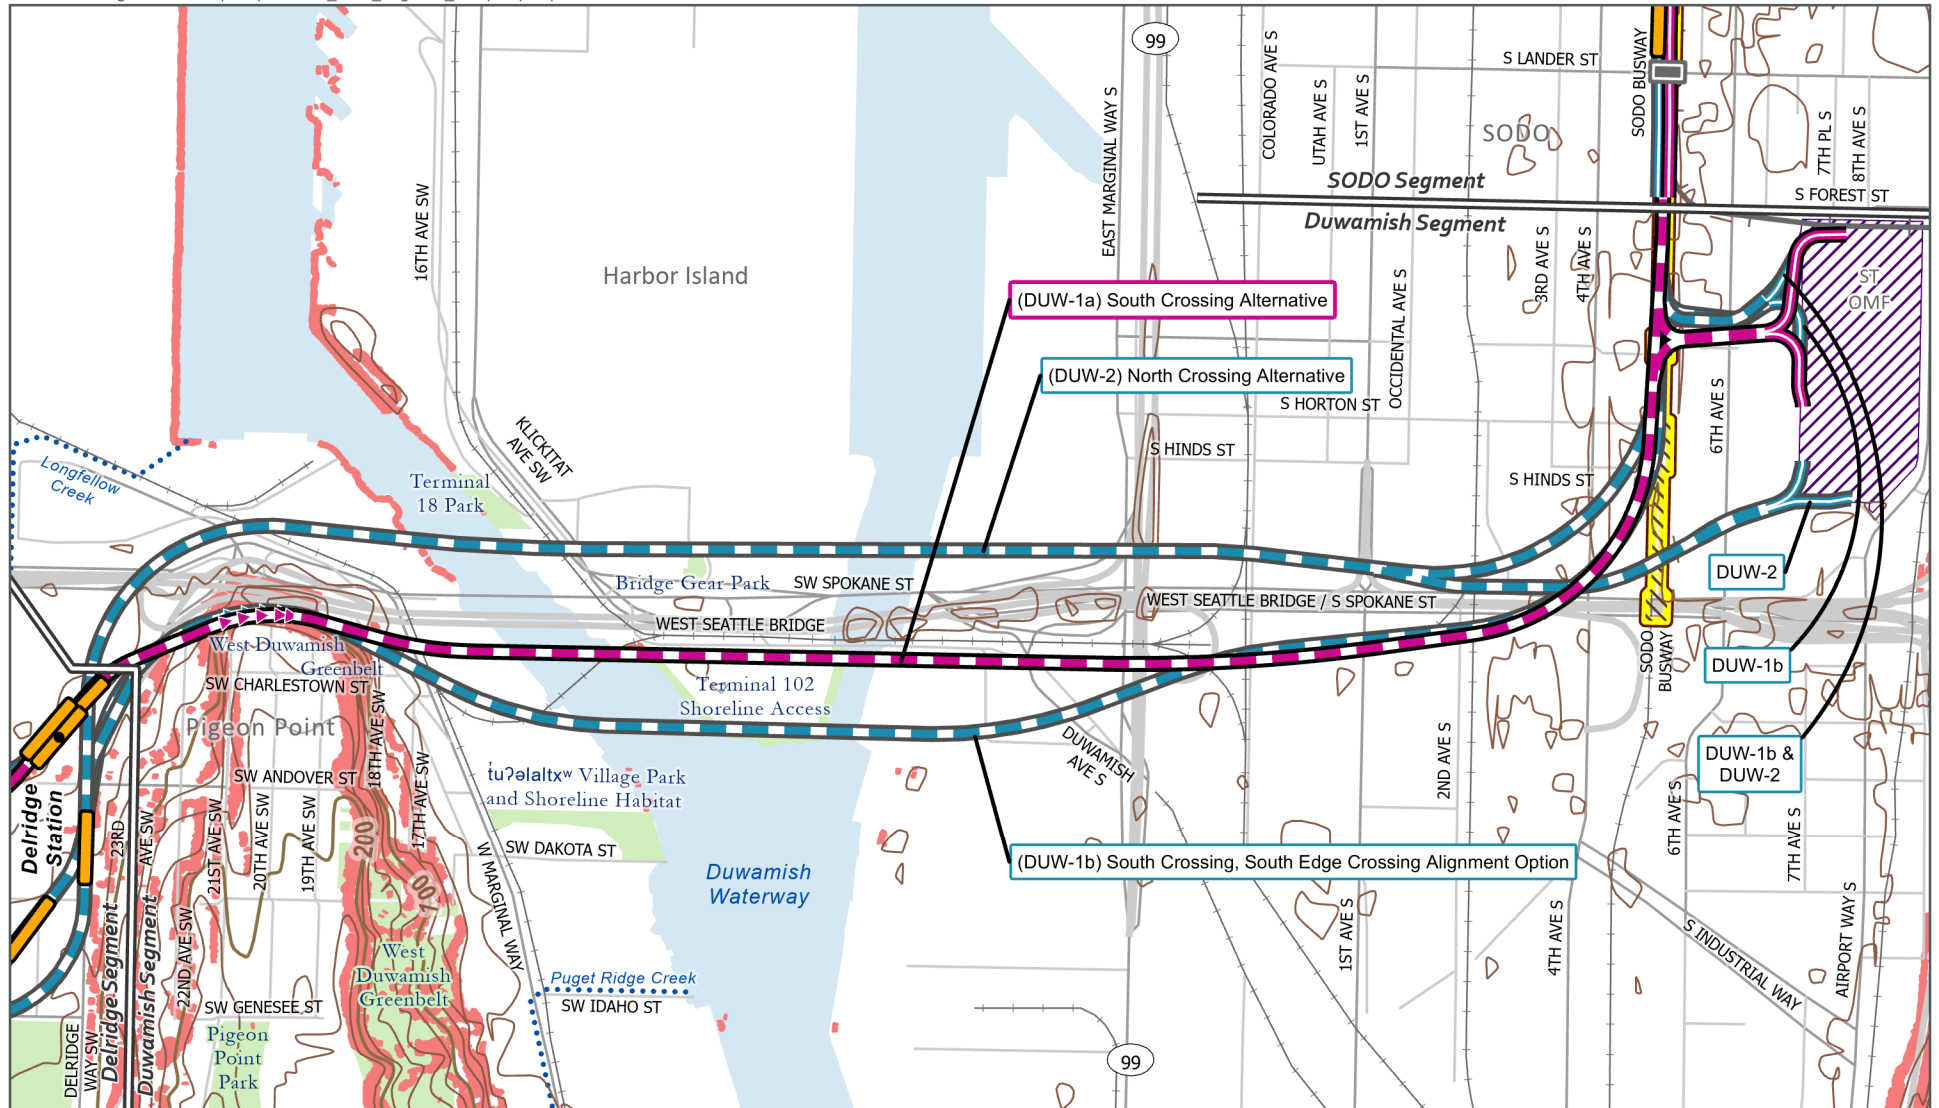 99
S LANDER ST
SODO BUSWAY
COLORADO AVE S
UTAH AVE S
1ST AVE S
EAST MARGINAL WAY S
SODO
7TH PL S
8TH AVE S
SODO Segment
S FOREST ST
Duwamish Segment
16TH AVE SW
Harbor Island
3RD AVE S
4TH AVE S
ST
OMF
(DUW-1a) South Crossing Alternative
OCCIDENTAL AVE S
(DUW-2) North Crossing Alternative
S HORTON ST
6TH AVE S
KLICKITAT
AVE SW
S HINDS ST
S HINDS ST
Longfellow
Creek
Terminal
18 Park
DUW-2
Bridge Gear Park
SW SPOKANE ST
WEST SEATTLE BRIDGE / S SPOKANE ST
WEST SEATTLE BRIDGE
SODO
BUSWAY
West Duwamish
Greenbelt
DUW-1b
SW CHARLESTOWN ST
Terminal 102
Shoreline Access
Pigeon Point
18TH AVE SW
DUWAMISH
AVE S
2ND AVE S
DUW-1b &
DUW-2
SW ANDOVER ST
17TH AVE SW
t̓uʔəlaltxʷ Village Park
and Shoreline Habitat
Delridge
Station
23RD
AVE SW
21ST AVE SW
20TH AVE SW
19TH AVE SW
200
100
SW DAKOTA ST
W MARGINAL WAY
(DUW-1b) South Crossing, South Edge Crossing Alignment Option
6TH AVE S
7TH AVE S
Duwamish
Waterway
Delridge Segment
Duwamish Segment
22ND AVE SW
West
Duwamish
Greenbelt
1ST AVE S
4TH AVE S
S INDUSTRIAL WAY
AIRPORT WAY S
Puget Ridge Creek
SW GENESEE ST
SW IDAHO ST
DELRIDGE
WAY SW
Pigeon
Point
Park
99